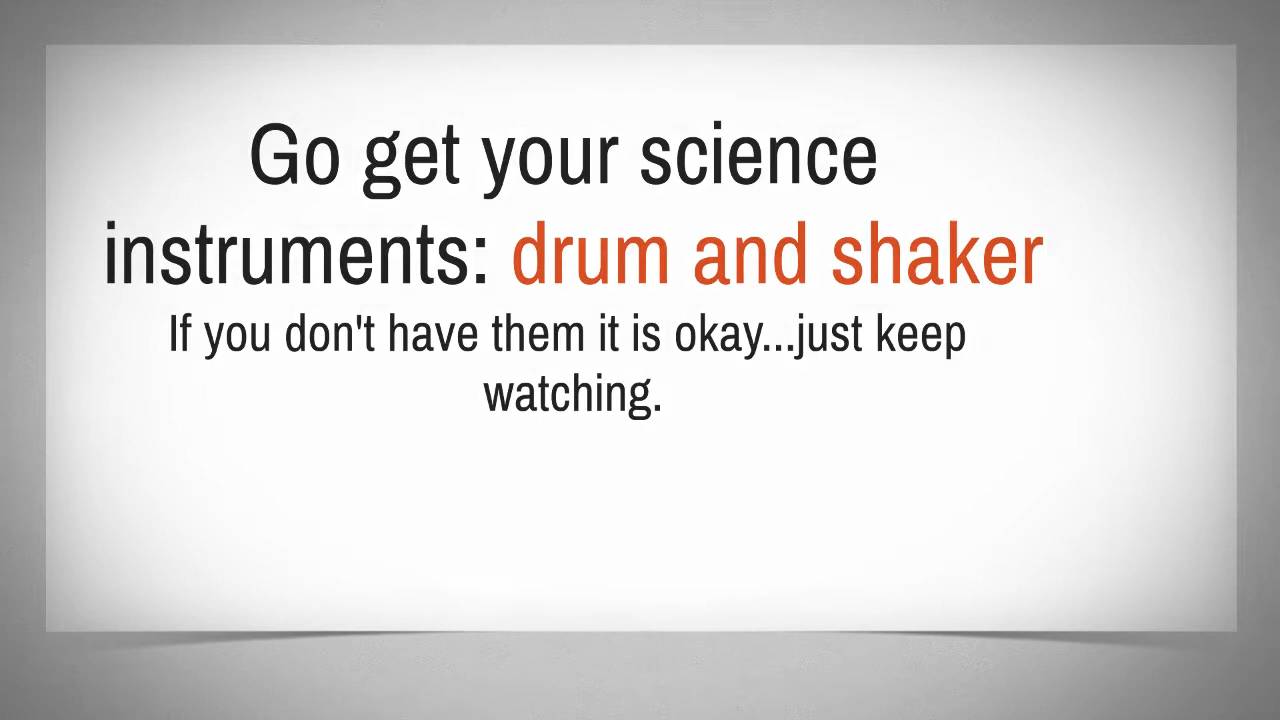 Go get your science
instruments: drum and shaker
If you don't have them it is okay...just keep
watching.